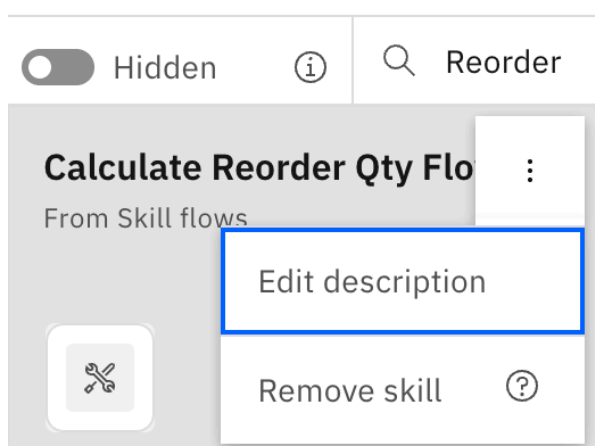 Hidden
Reorder
Calculate Reorder Qty Flo
From Skill flows
Edit description
Remove skill